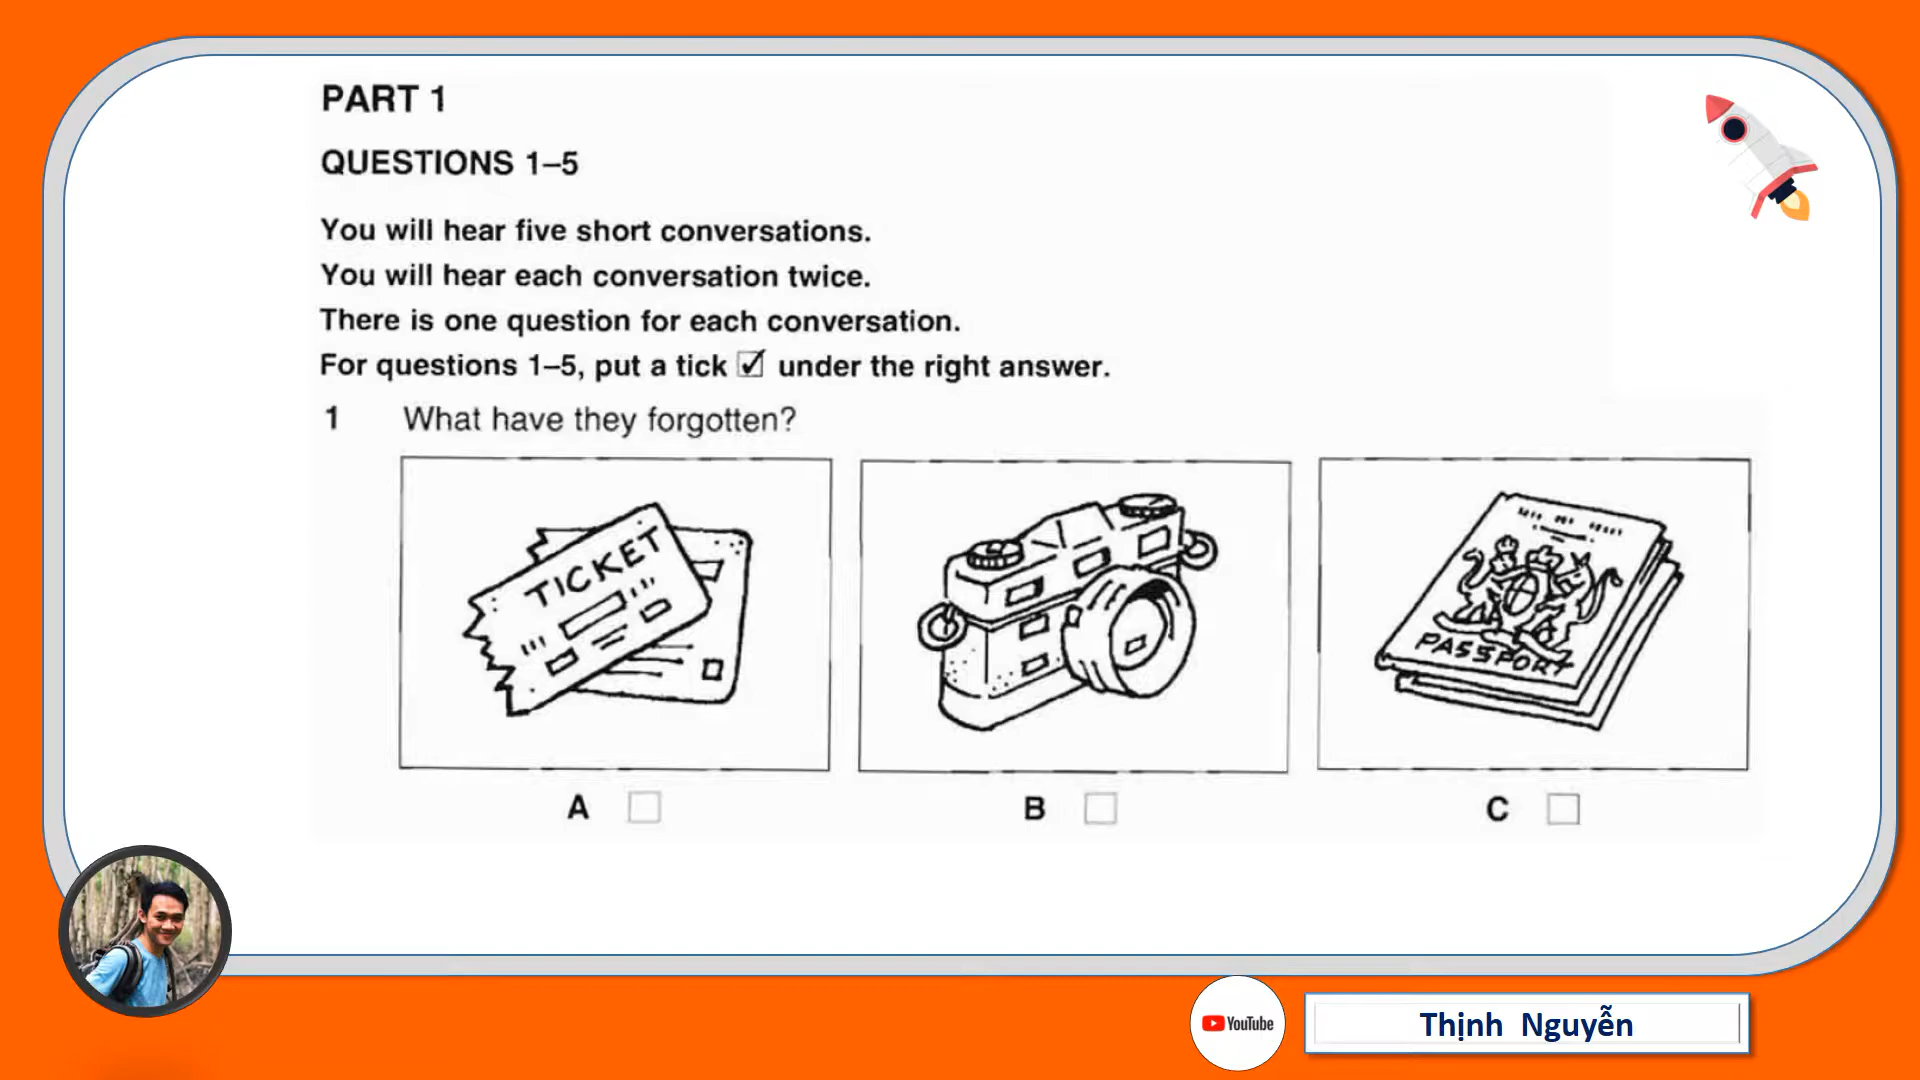 PART 1
QUESTIONS 1–5
You will hear five short conversations.
You will hear each conversation twice.
There is one question for each conversation.
For questions 1–5, put a tick ☑ under the right answer.
1 What have they forgotten?
TICKET
PASSPORT
A
B
C
YouTube
Thịnh Nguyễn